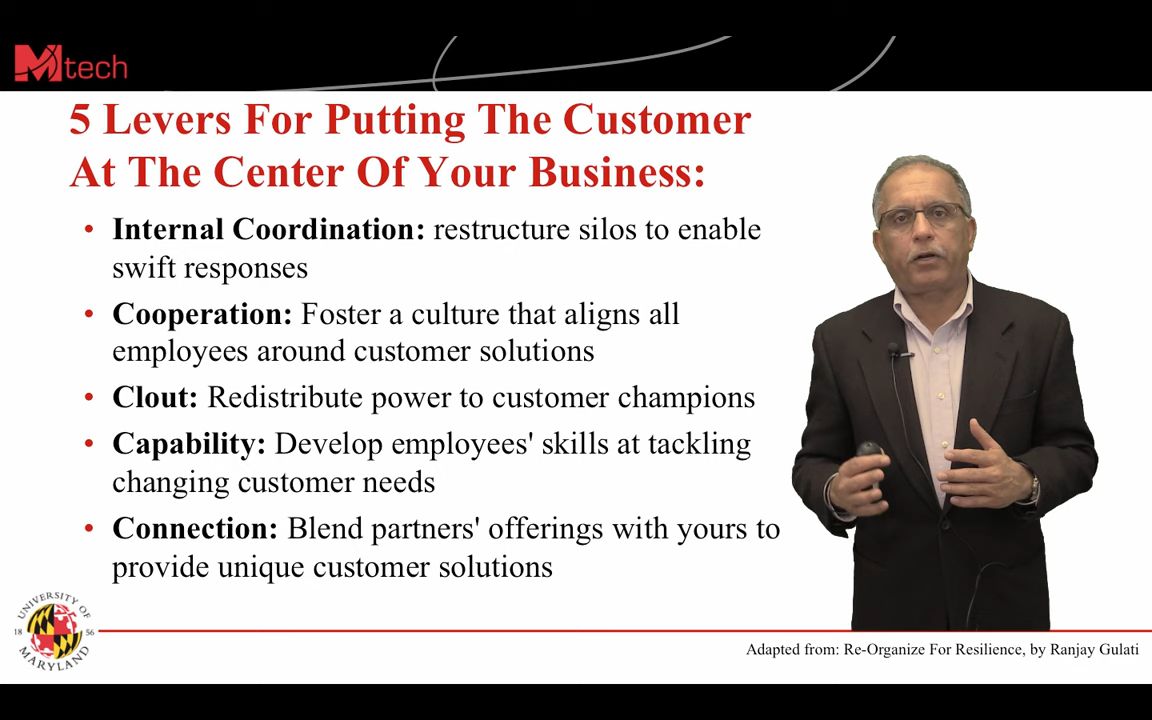 Mtech
5 Levers For Putting The Customer
At The Center Of Your Business:
• Internal Coordination: restructure silos to enable
swift responses
• Cooperation: Foster a culture that aligns all
employees around customer solutions
• Clout: Redistribute power to customer champions
• Capability: Develop employees' skills at tackling
changing customer needs
• Connection: Blend partners' offerings with yours to
provide unique customer solutions
UNIVERSITY OF
18 56
MARYLAND
Adapted from: Re-Organize For Resilience, by Ranjay Gulati